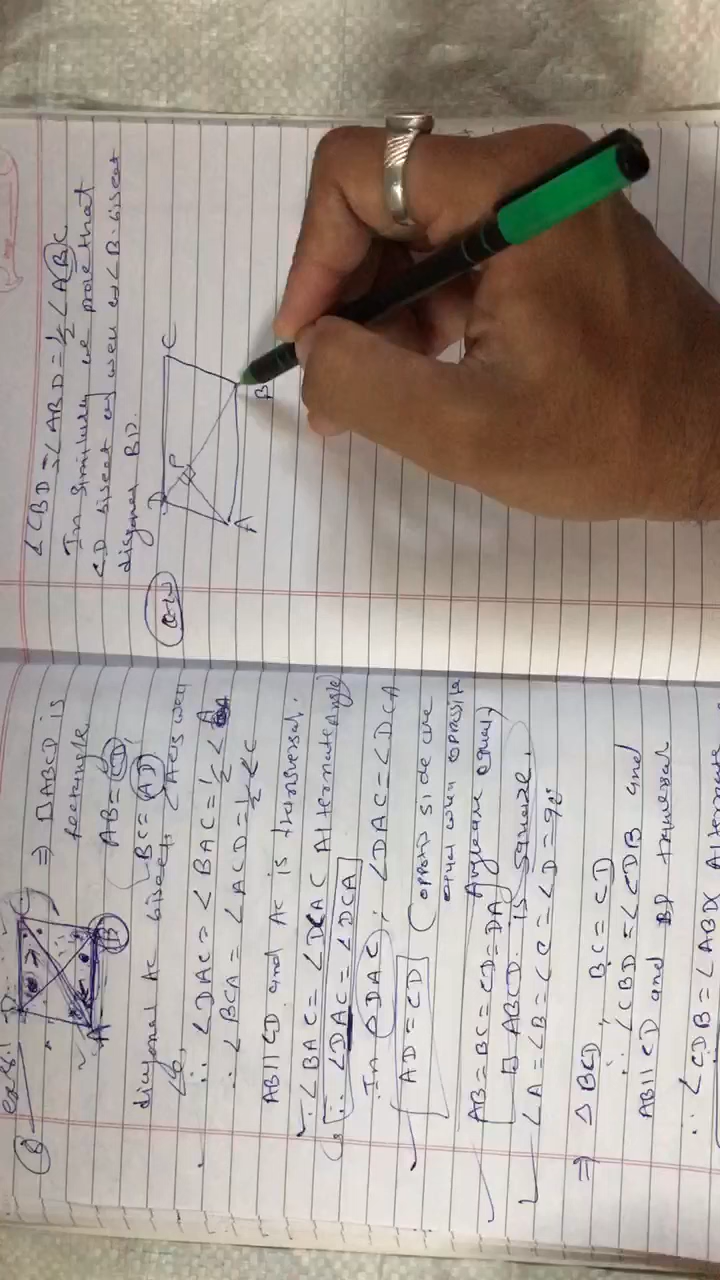 ex 8.1
D
C
A
B
⇒ □ABCD is
Rectangle
AB = CD,
BC = AD
diagonal AC bisect ∠A as well
∠C,
∴ ∠DAC = ∠BAC = ½ ∠A
∴ ∠BCA = ∠ACD = ½ ∠C
AB || CD and AC is transversal.
∵ ∠BAC = ∠DCA (Alternate Angle)
∴ ∠DAC = ∠DCA
In △DAC, ∠DAC = ∠DCA
AD = CD (opposite side are
equal when opposite
Angle are equal)
AB = BC = CD = DA
□ ABCD is square.
∠A = ∠B = ∠C = ∠D = 90°
⇒ △ BCD, BC = CD
∴ ∠CBD = ∠CDB and
AB || CD and BD transversal
∴ ∠CDB = ∠ABD Alternate
∠CBD = ∠ABD = ½ ∠ABC
In similarly we prove that
∠D bisect as well as ∠B bisect
diagonal BD.
D
C
P
A
B